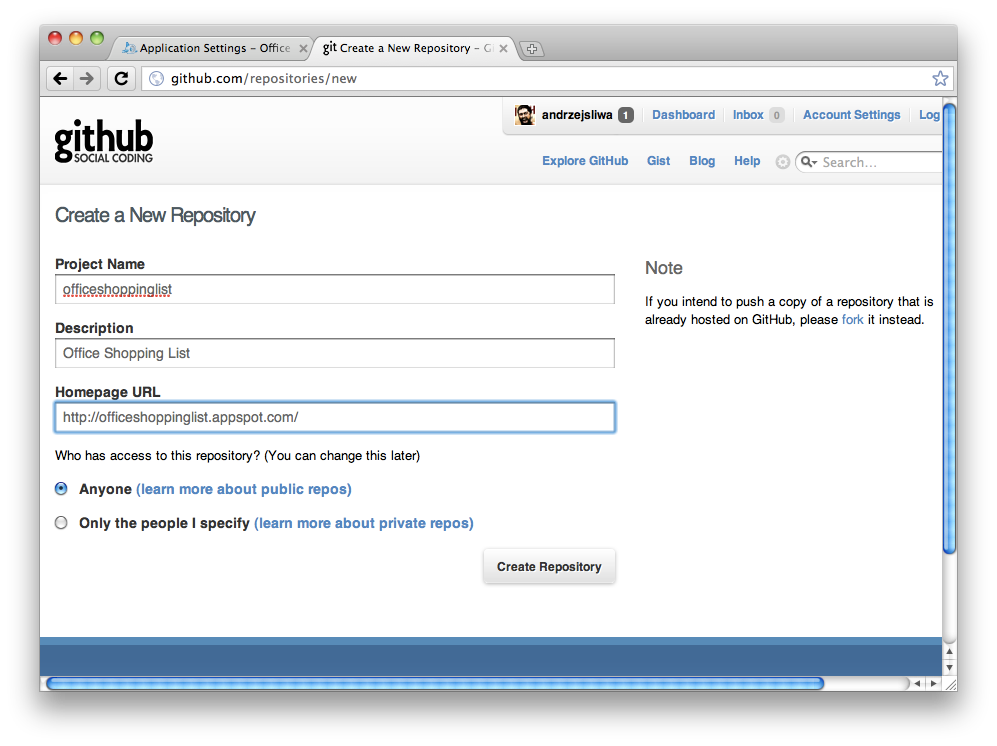 Application Settings – Office
git Create a New Repository – G
github.com/repositories/new
github
SOCIAL CODING
andrzejsliwa 1 Dashboard Inbox 0 Account Settings Log
Explore GitHub Gist Blog Help Search...
Create a New Repository
Project Name
officeshoppinglist
Description
Office Shopping List
Homepage URL
http://officeshoppinglist.appspot.com/
Who has access to this repository? (You can change this later)
Anyone (learn more about public repos)
Only the people I specify (learn more about private repos)
Create Repository
Note
If you intend to push a copy of a repository that is
already hosted on GitHub, please fork it instead.